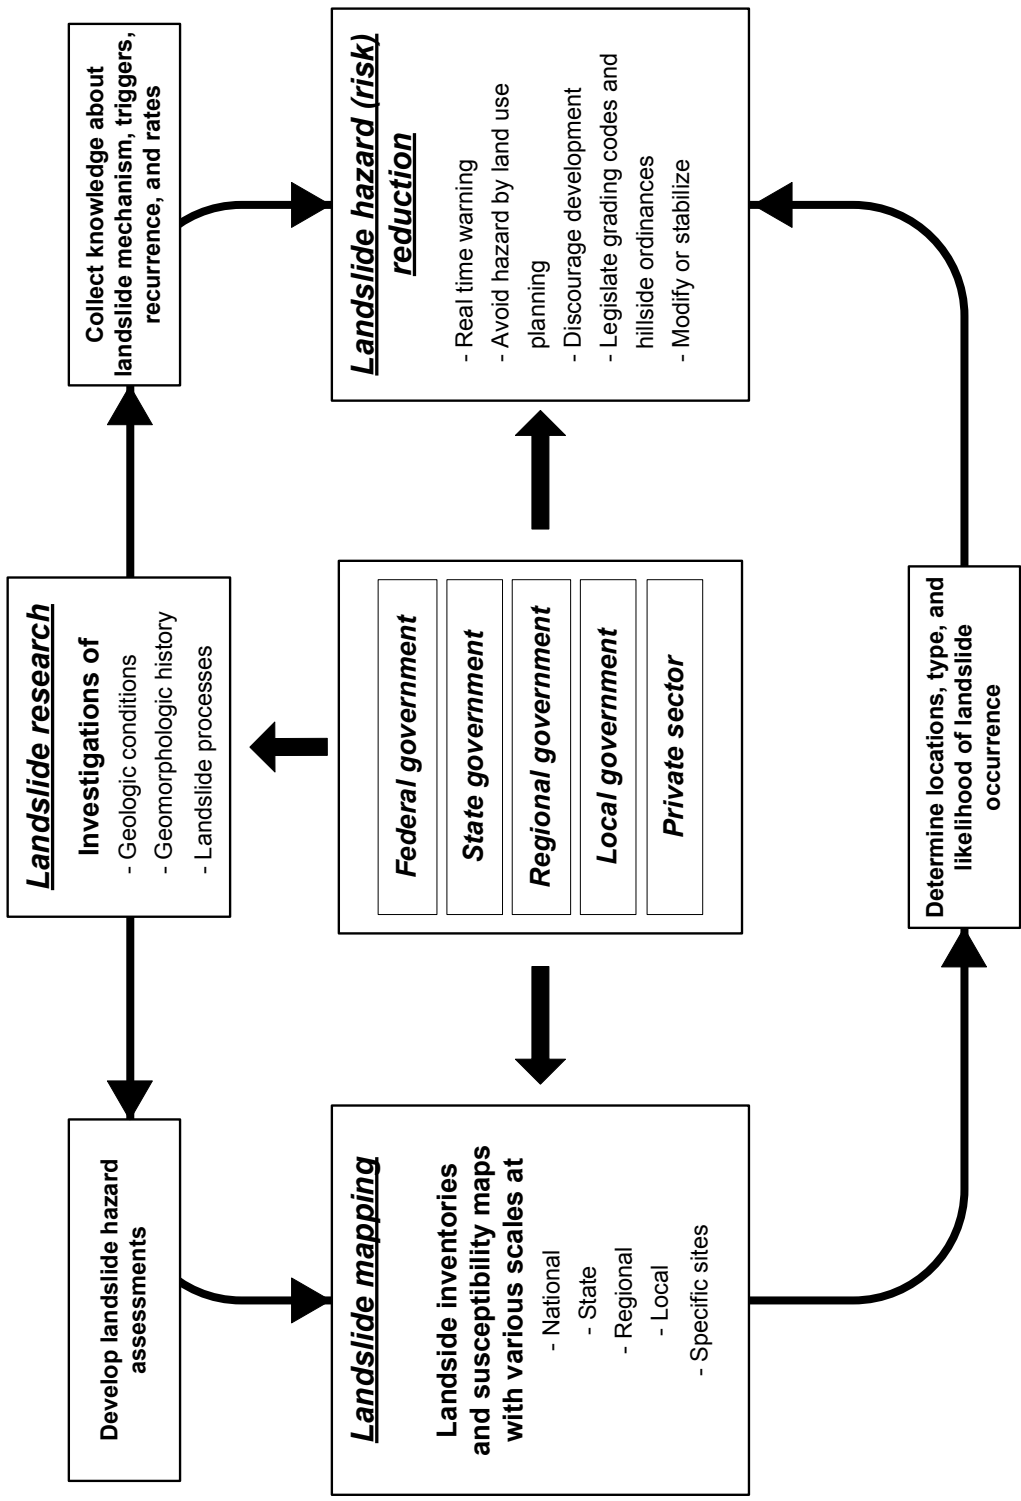 Landslide research
Investigations of
- Geologic conditions
- Geomorphologic history
- Landslide processes
Develop landslide hazard
assessments
Collect knowledge about
landslide mechanism, triggers,
recurrence, and rates
Landslide mapping
Landside inventories
and susceptibility maps
with various scales at
- National
- State
- Regional
- Local
- Specific sites
Federal government
State government
Regional government
Local government
Private sector
Landslide hazard (risk)
reduction
- Real time warning
- Avoid hazard by land use
planning
- Discourage development
- Legislate grading codes and
hillside ordinances
- Modify or stabilize
Determine locations, type, and
likelihood of landslide
occurrence